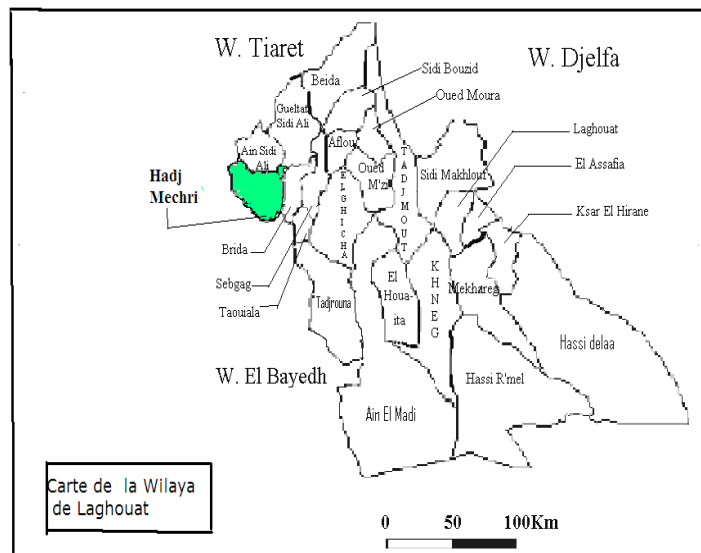 W. Tiaret
W. Djelfa
Sidi Bouzid
Beida
Oued Moura
Gueltat
Sidi Ali
Laghouat
Aflou
Ain Sidi
Ali
Oued
M'zi
TADJMOUT
Sidi Makhlouf
El Assafia
Hadj
Mechri
ELGHICHA
Ksar El Hirane
Brida
KHNEG
El
Houa-
ita
Mekhareg
Sebgag
Tadjrouna
Taouiala
Hassi delaa
W. El Bayedh
Hassi R'mel
Ain El Madi
Carte de la Wilaya
de Laghouat
0 50 100Km